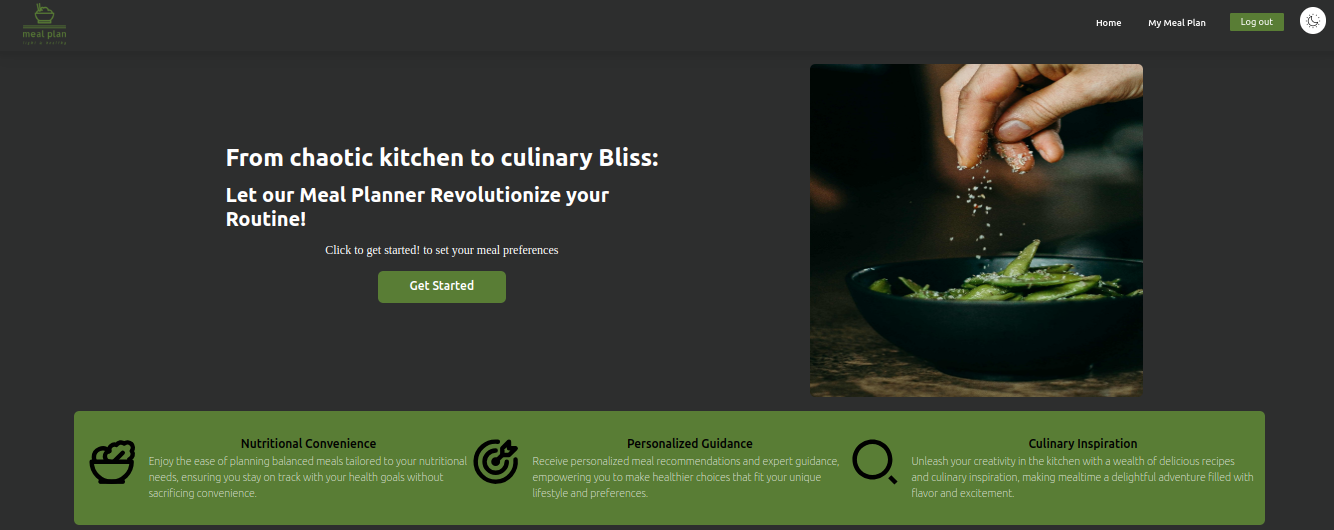 meal plan
Home
My Meal Plan
Log out
From chaotic kitchen to culinary Bliss:
Let our Meal Planner Revolutionize your
Routine!
Click to get started! to set your meal preferences
Get Started
Nutritional Convenience
Enjoy the ease of planning balanced meals tailored to your nutritional
needs, ensuring you stay on track with your health goals without
sacrificing convenience.
Personalized Guidance
Receive personalized meal recommendations and expert guidance,
empowering you to make healthier choices that fit your unique
lifestyle and preferences.
Culinary Inspiration
Unleash your creativity in the kitchen with a wealth of delicious recipes
and culinary inspiration, making mealtime a delightful adventure filled with
flavor and excitement.